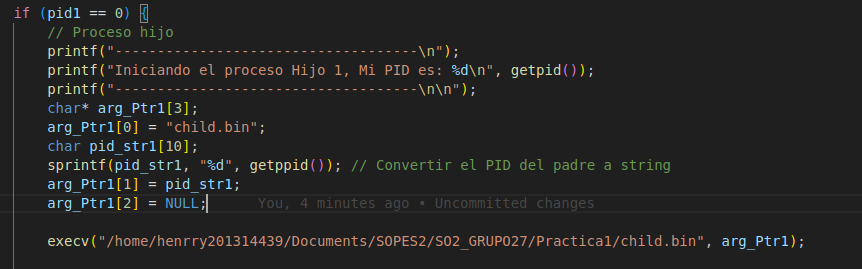 if (pid1 == 0) {
// Proceso hijo
printf("------------------------------------\n");
printf("Iniciando el proceso Hijo 1, Mi PID es: %d\n", getpid());
printf("------------------------------------\n\n");
char* arg_Ptr1[3];
arg_Ptr1[0] = "child.bin";
char pid_str1[10];
sprintf(pid_str1, "%d", getppid()); // Convertir el PID del padre a string
arg_Ptr1[1] = pid_str1;
arg_Ptr1[2] = NULL; You, 4 minutes ago • Uncommitted changes
execv("/home/henrry201314439/Documents/SOPES2/SO2_GRUPO27/Practica1/child.bin", arg_Ptr1);